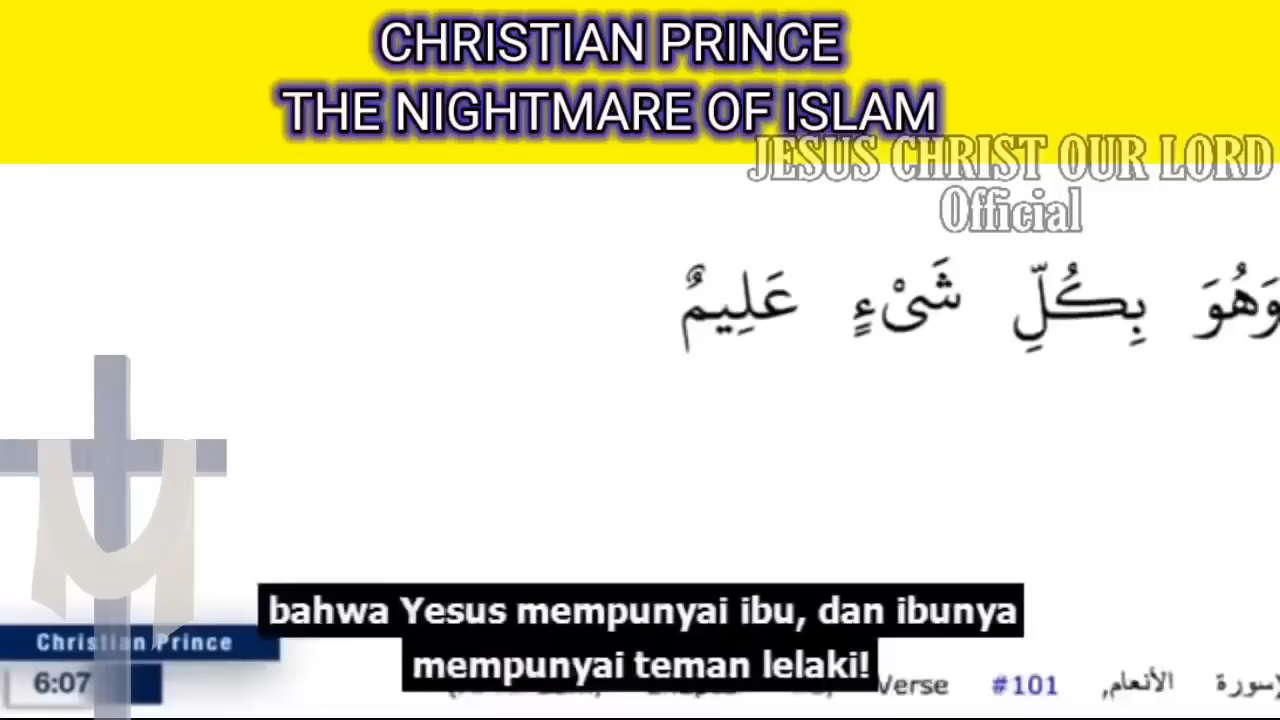 CHRISTIAN PRINCE
THE NIGHTMARE OF ISLAM
JESUS CHRIST OUR LORD
Official
وَهُوَ بِكُلِّ شَىْءٍ عَلِيمٌ
bahwa Yesus mempunyai ibu, dan ibunya
mempunyai teman lelaki!
Christian Prince
6:07
Verse #101 سورة الأنعام,